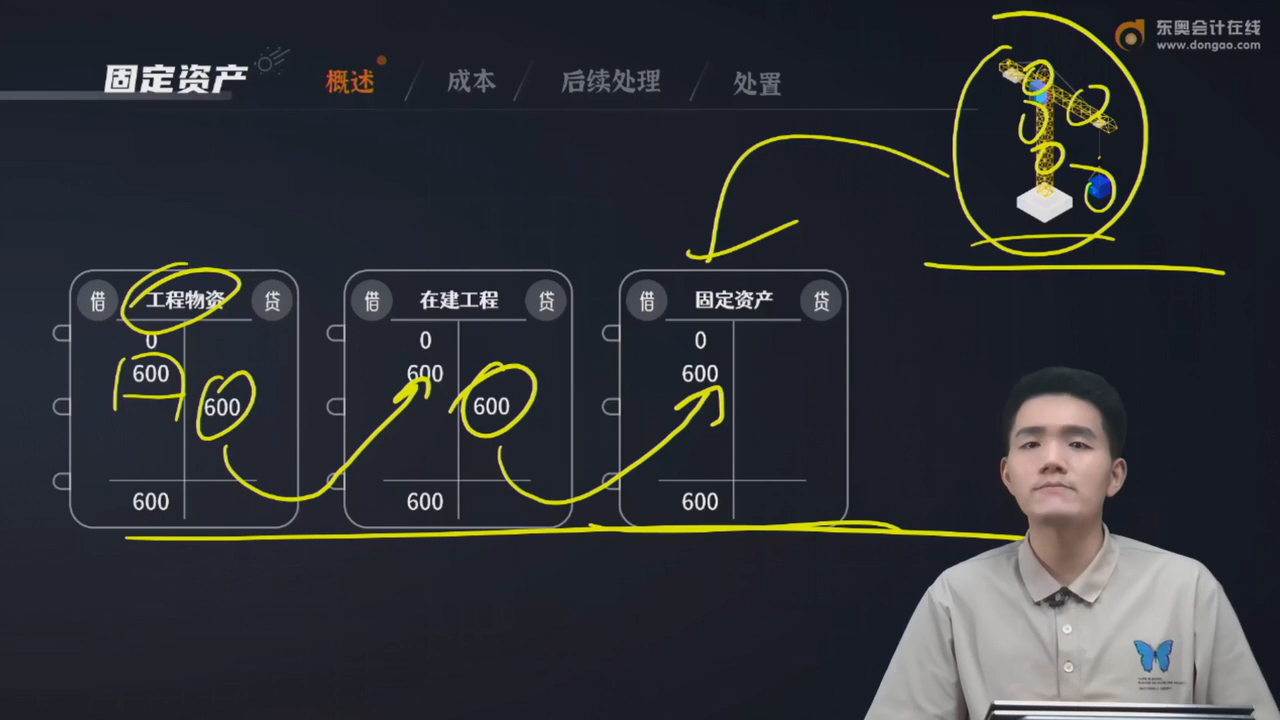 东奥会计在线
www.dongao.com
固定资产
概述 / 成本 / 后续处理 / 处置
借 工程物资 贷
0
600
600
600
借 在建工程 贷
0
600
600
600
借 固定资产 贷
0
600
600